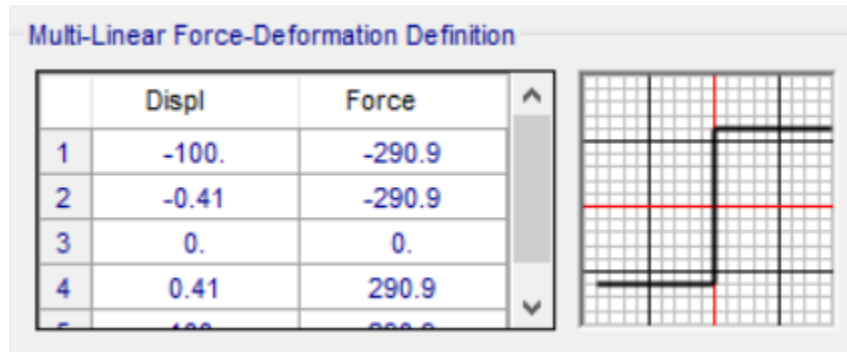 Multi-Linear Force-Deformation Definition
Displ Force
1 -100. -290.9
2 -0.41 -290.9
3 0. 0.
4 0.41 290.9